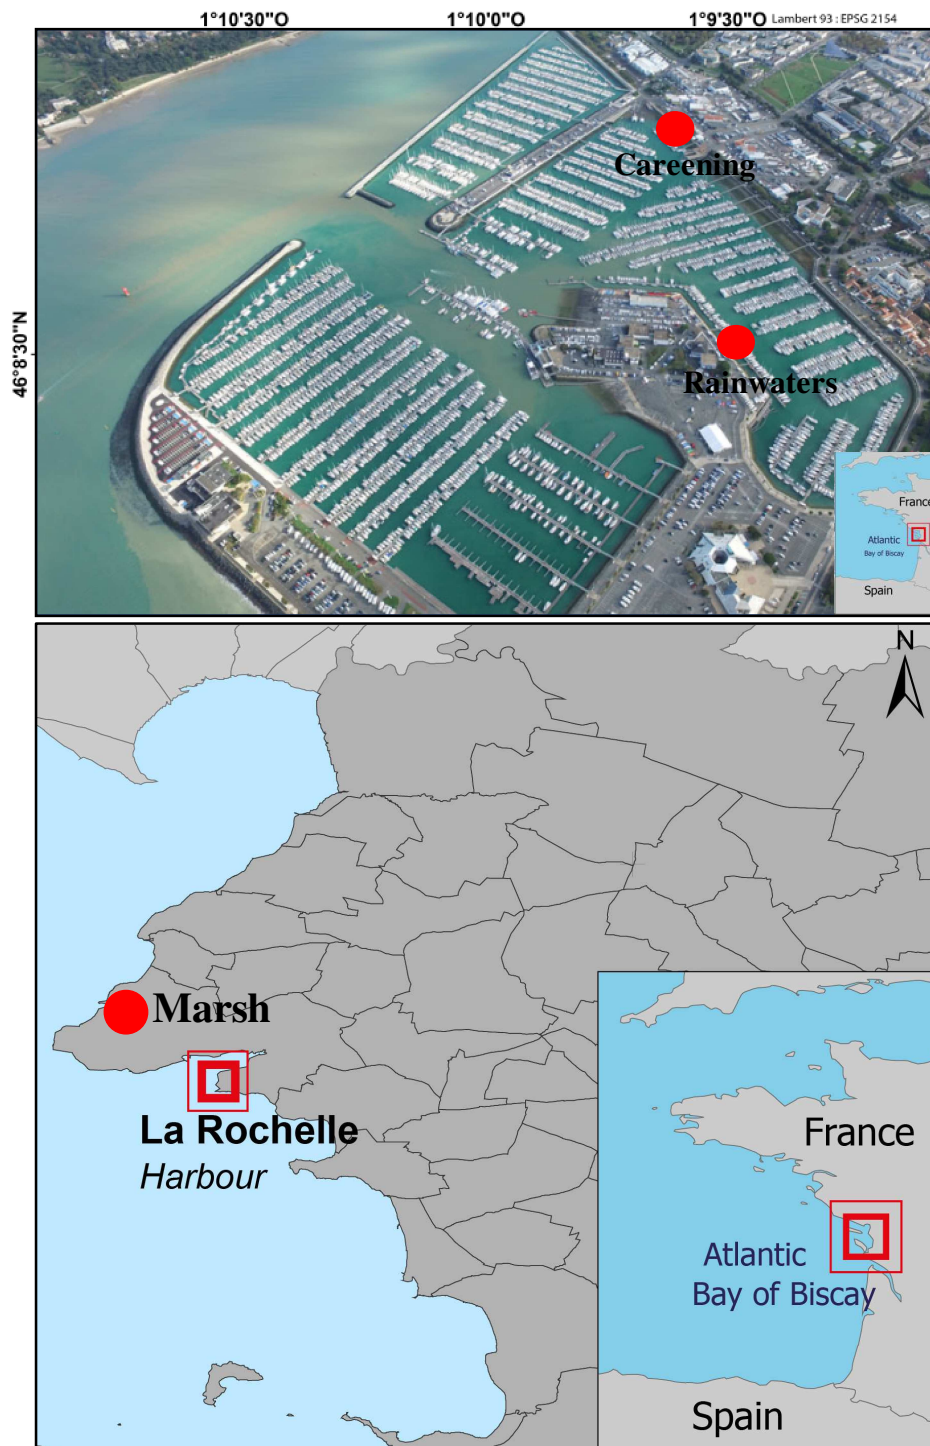 1°10'30"O 1°10'0"O 1°9'30"O Lambert 93 : EPSG 2154
Careening
46°8'30"N
Rainwaters
France
Atlantic
Bay of Biscay
Spain
N
Marsh
La Rochelle
Harbour
France
Atlantic
Bay of Biscay
Spain